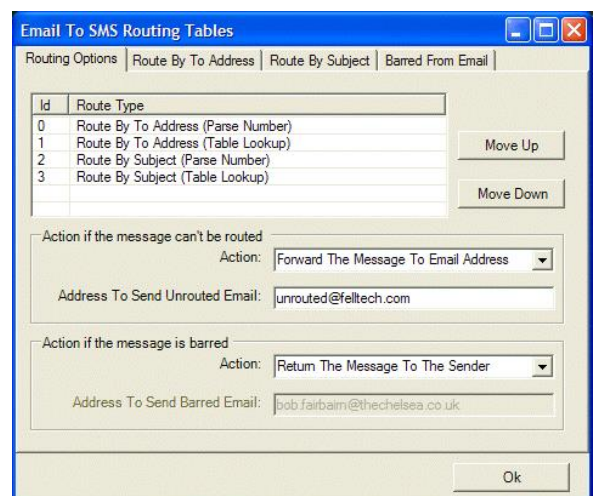 Email To SMS Routing Tables
Routing Options Route By To Address Route By Subject Barred From Email
Id Route Type
0 Route By To Address (Parse Number)
1 Route By To Address (Table Lookup)
2 Route By Subject (Parse Number)
3 Route By Subject (Table Lookup)
Move Up
Move Down
Action if the message can't be routed
Action: Forward The Message To Email Address
Address To Send Unrouted Email: unrouted@felltech.com
Action if the message is barred
Action: Return The Message To The Sender
Address To Send Barred Email: bob.fairbairn@thechelsea.co.uk
Ok